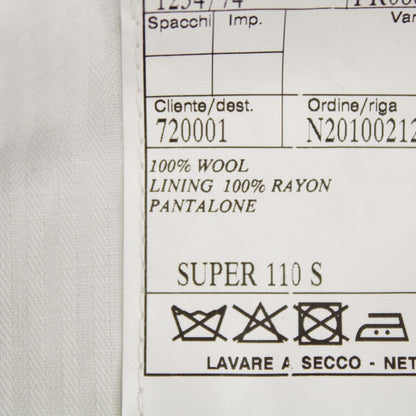 Spacchi Imp. Var
Cliente/dest. Ordine/riga
720001 N20100212
100% WOOL
LINING 100% RAYON
PANTALONE
SUPER 110 S
LAVARE A SECCO - NET